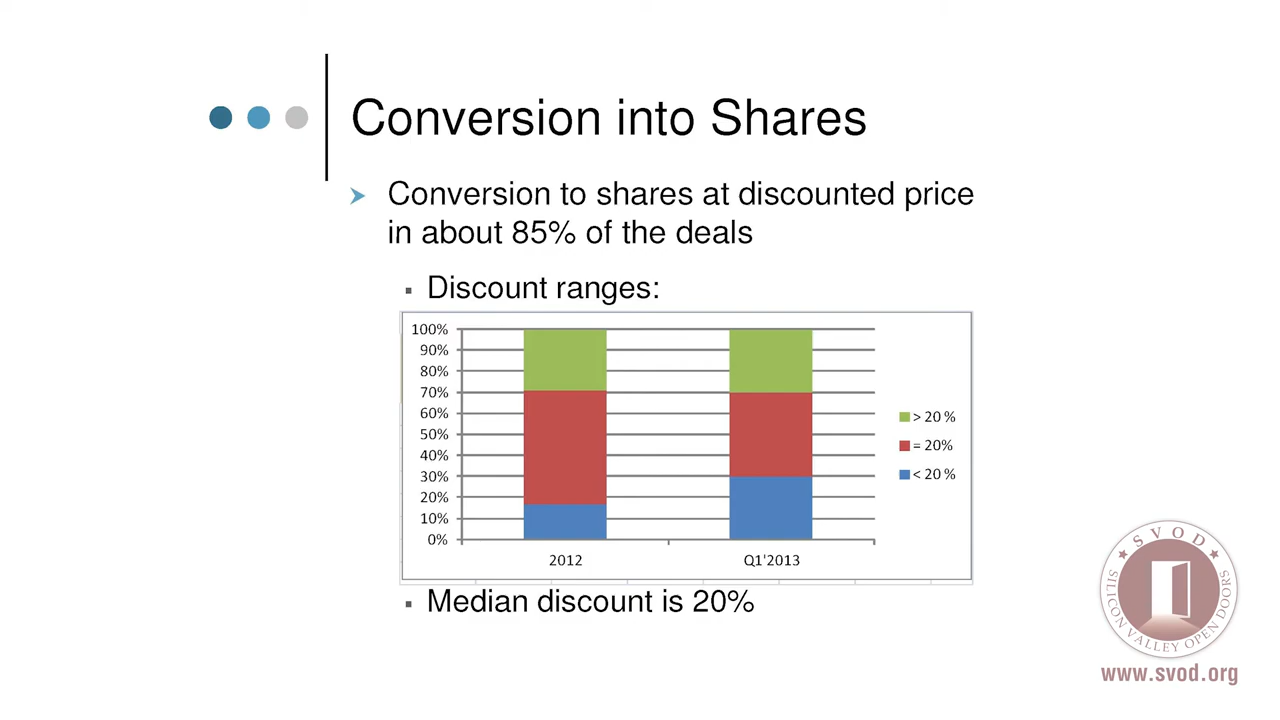 Conversion into Shares
Conversion to shares at discounted price
in about 85% of the deals
Discount ranges:
100%
90%
80%
70%
60%
50%
40%
30%
20%
10%
0%
2012
Q1'2013
> 20 %
= 20%
< 20 %
Median discount is 20%
SVOD
SILICON VALLEY OPEN DOORS
www.svod.org